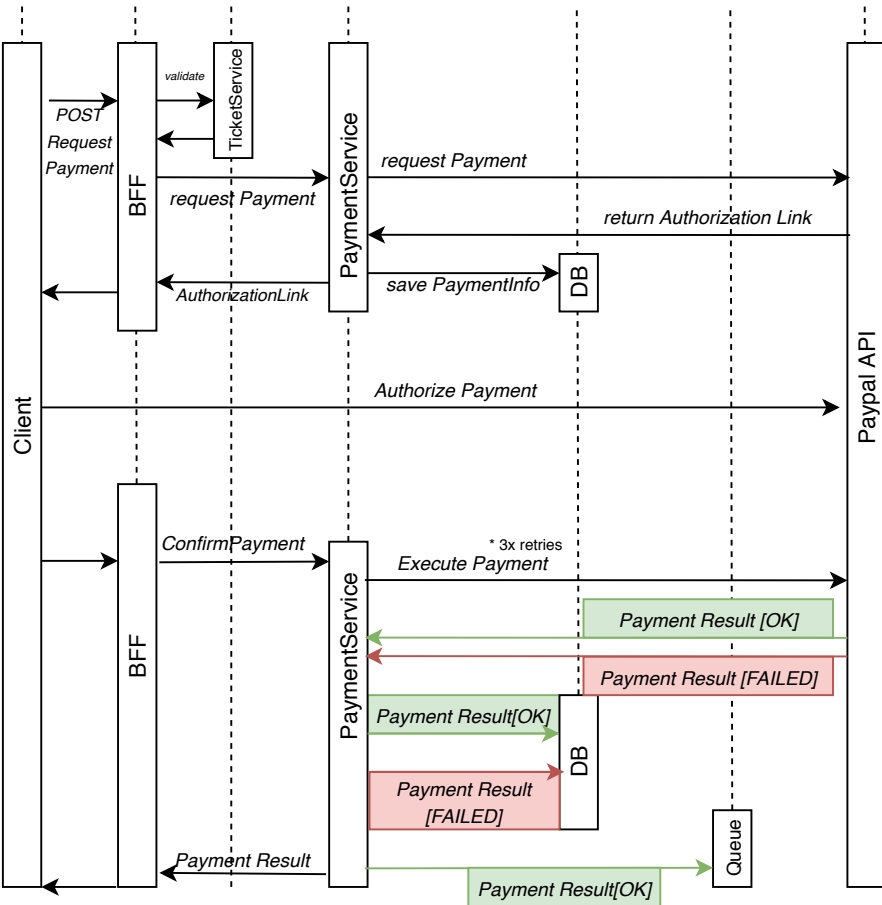 validate
POST
Request
Payment
TicketService
request Payment
request Payment
return Authorization Link
BFF
PaymentService
AuthorizationLink
save PaymentInfo
DB
Authorize Payment
Client
Paypal API
ConfirmPayment
* 3x retries
Execute Payment
Payment Result [OK]
BFF
PaymentService
Payment Result [FAILED]
Payment Result[OK]
DB
Payment Result
[FAILED]
Queue
Payment Result
Payment Result[OK]